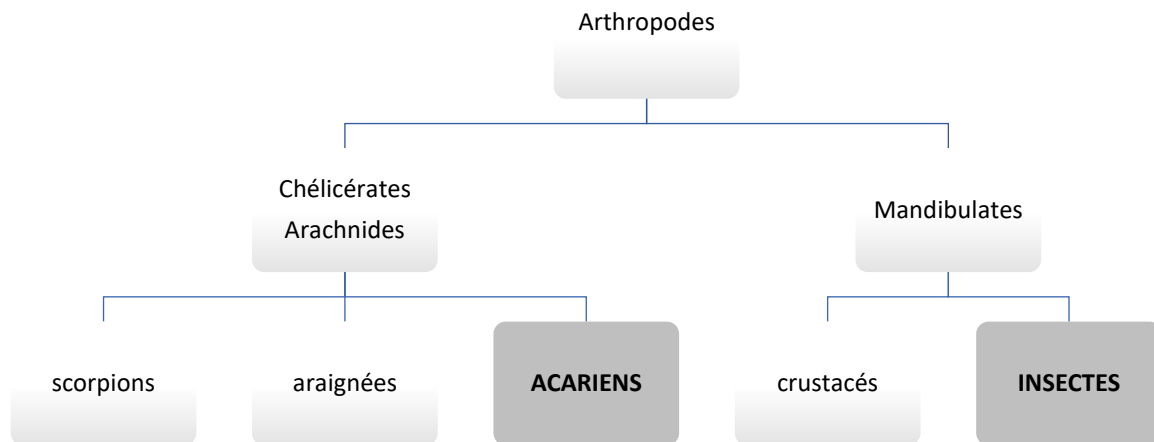 Arthropodes
Chélicérates
Arachnides
Mandibulates
scorpions
araignées
ACARIENS
crustacés
INSECTES